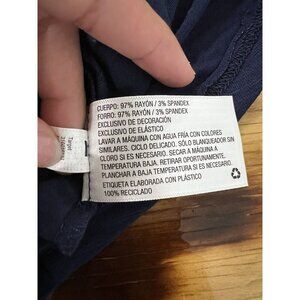 CUERPO: 97% RAYÓN / 3% SPANDEX
FORRO: 97% RAYÓN / 3% SPANDEX
EXCLUSIVO DE DECORACIÓN
EXCLUSIVO DE ELÁSTICO
LAVAR A MÁQUINA CON AGUA FRÍA CON COLORES
SIMILARES. CICLO DELICADO. SÓLO BLANQUEADOR SIN
CLORO SI ES NECESARIO. SECAR A MÁQUINA A
TEMPERATURA BAJA. RETIRAR OPORTUNAMENTE.
PLANCHAR A BAJA TEMPERATURA SI ES NECESARIO.
ETIQUETA ELABORADA CON PLÁSTICO
100% RECICLADO